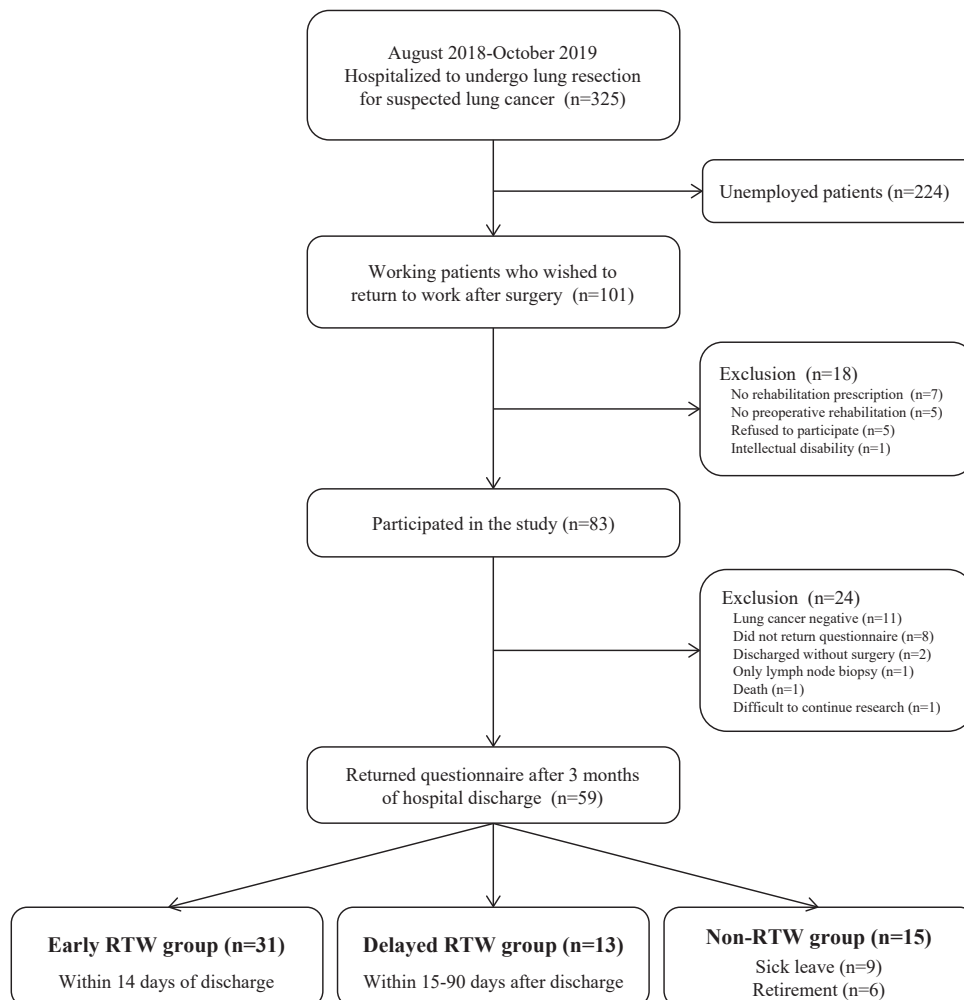 August 2018-October 2019
Hospitalized to undergo lung resection
for suspected lung cancer (n=325)
Unemployed patients (n=224)
Working patients who wished to
return to work after surgery (n=101)
Exclusion (n=18)
No rehabilitation prescription (n=7)
No preoperative rehabilitation (n=5)
Refused to participate (n=5)
Intellectual disability (n=1)
Participated in the study (n=83)
Exclusion (n=24)
Lung cancer negative (n=11)
Did not return questionnaire (n=8)
Discharged without surgery (n=2)
Only lymph node biopsy (n=1)
Death (n=1)
Difficult to continue research (n=1)
Returned questionnaire after 3 months
of hospital discharge (n=59)
Early RTW group (n=31)
Within 14 days of discharge
Delayed RTW group (n=13)
Within 15-90 days after discharge
Non-RTW group (n=15)
Sick leave (n=9)
Retirement (n=6)